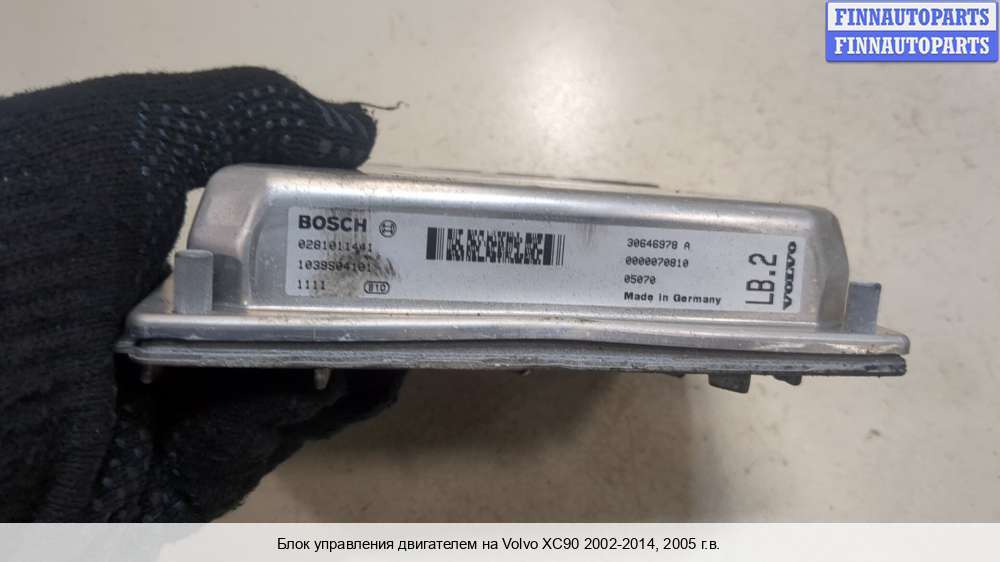 FINNAUTOPARTS
FINNAUTOPARTS
BOSCH
0281011441
1039S04101
1111 810
30646978 A
0000070810
05070
Made in Germany
LB.2
VOLVO
Блок управления двигателем на Volvo XC90 2002-2014, 2005 г.в.